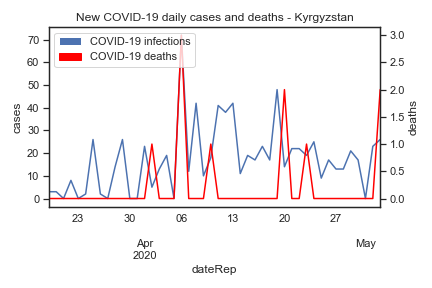 New COVID-19 daily cases and deaths - Kyrgyzstan
COVID-19 infections
COVID-19 deaths
cases
70
60
50
40
30
20
10
0
3.0
2.5
2.0
1.5
1.0
0.5
0.0
deaths
23 30 06 13 20 27
Apr May
2020
dateRep